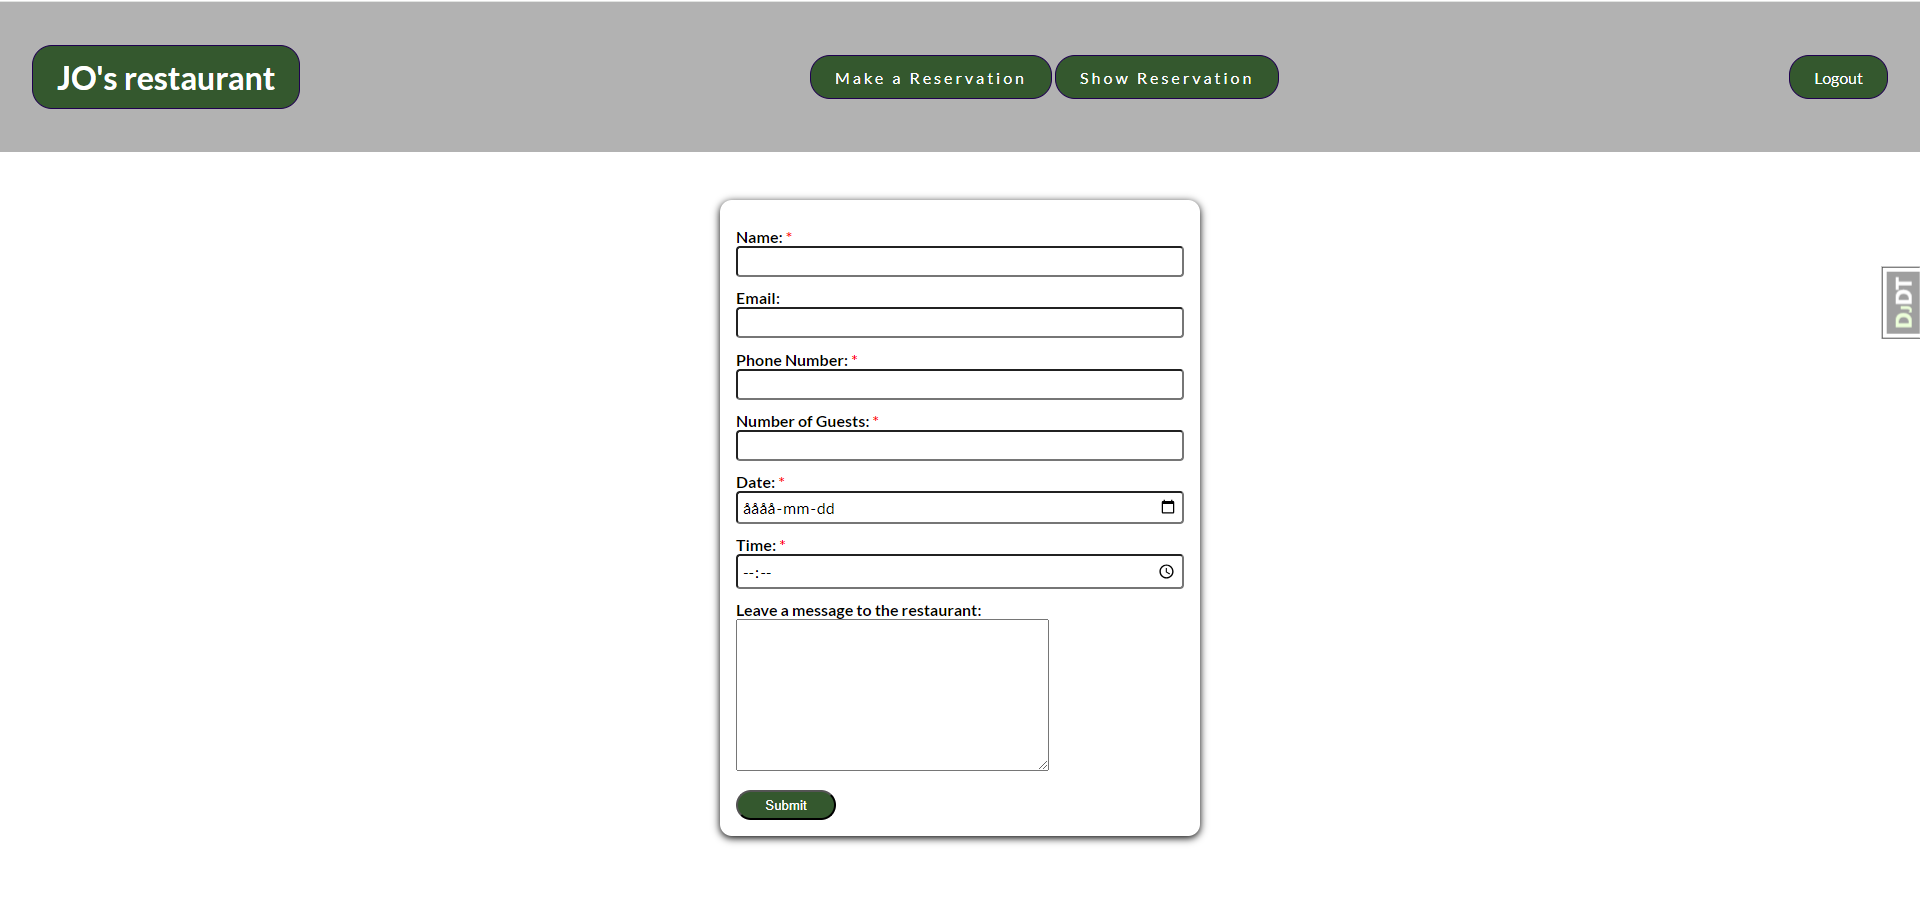 JO's restaurant
Make a Reservation
Show Reservation
Logout
Name: *
Email:
Phone Number: *
Number of Guests: *
Date: *
åååå-mm-dd
Time: *
--:--
Leave a message to the restaurant:
Submit
DjDT